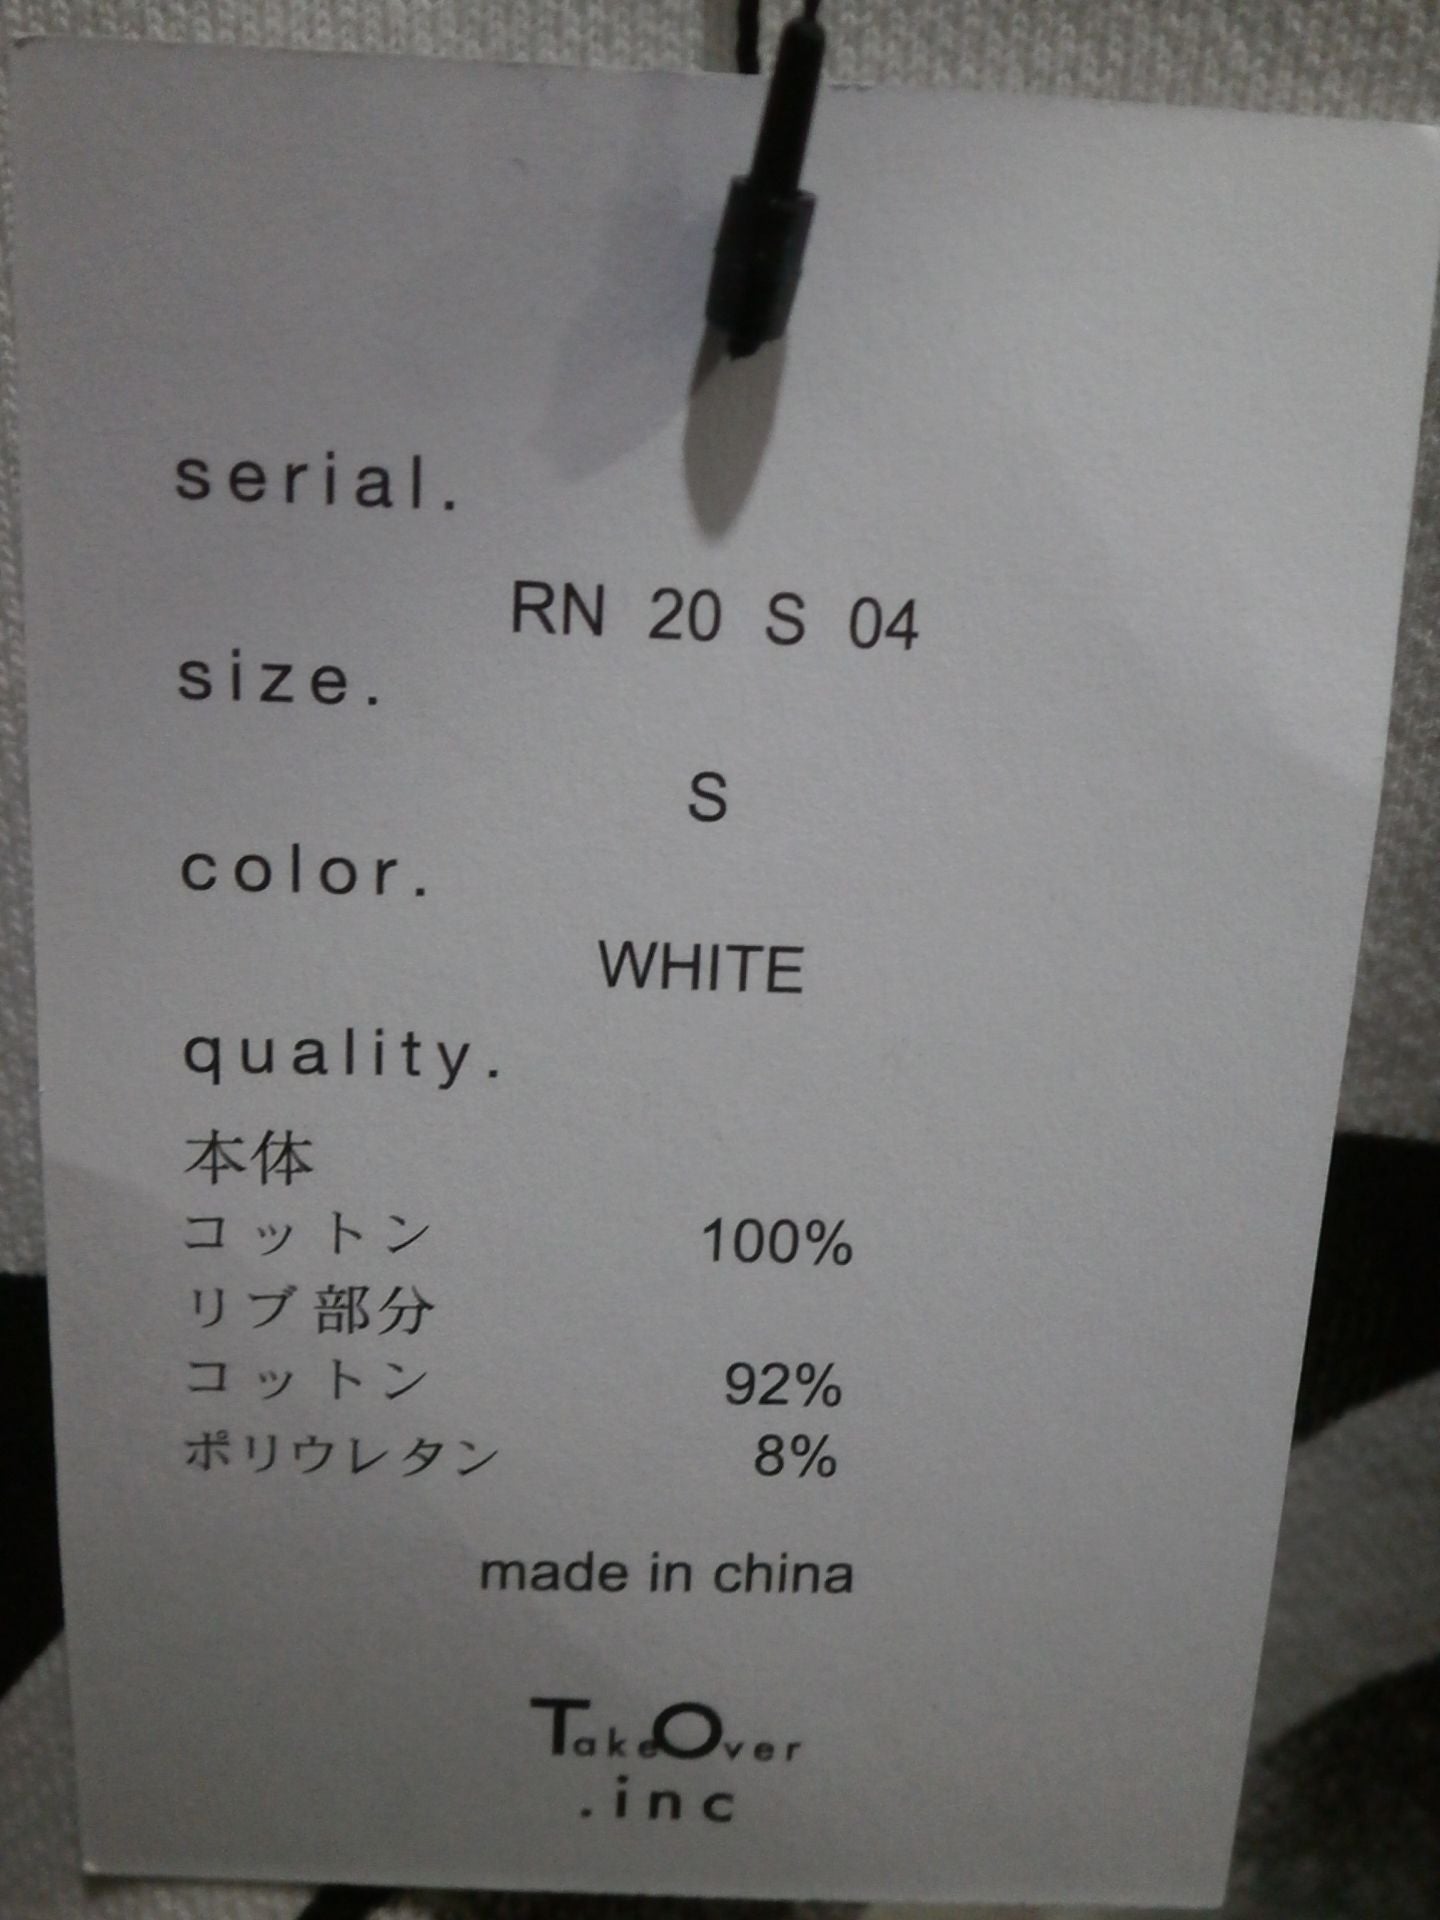 serial.
RN 20 S 04
size.
S
color.
WHITE
quality.
本体
コットン 100%
リブ部分
コットン 92%
ポリウレタン 8%
made in china
TakeOver
.inc